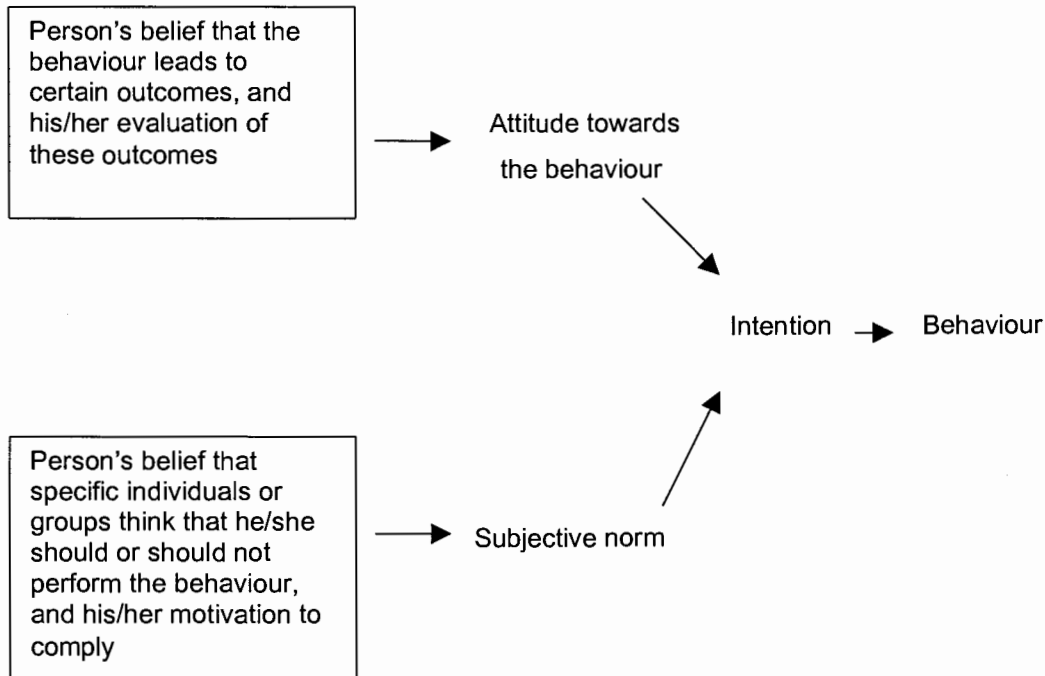 Person's belief that the
behaviour leads to
certain outcomes, and
his/her evaluation of
these outcomes
Attitude towards
the behaviour
Intention
Behaviour
Person's belief that
specific individuals or
groups think that he/she
should or should not
perform the behaviour,
and his/her motivation to
comply
Subjective norm